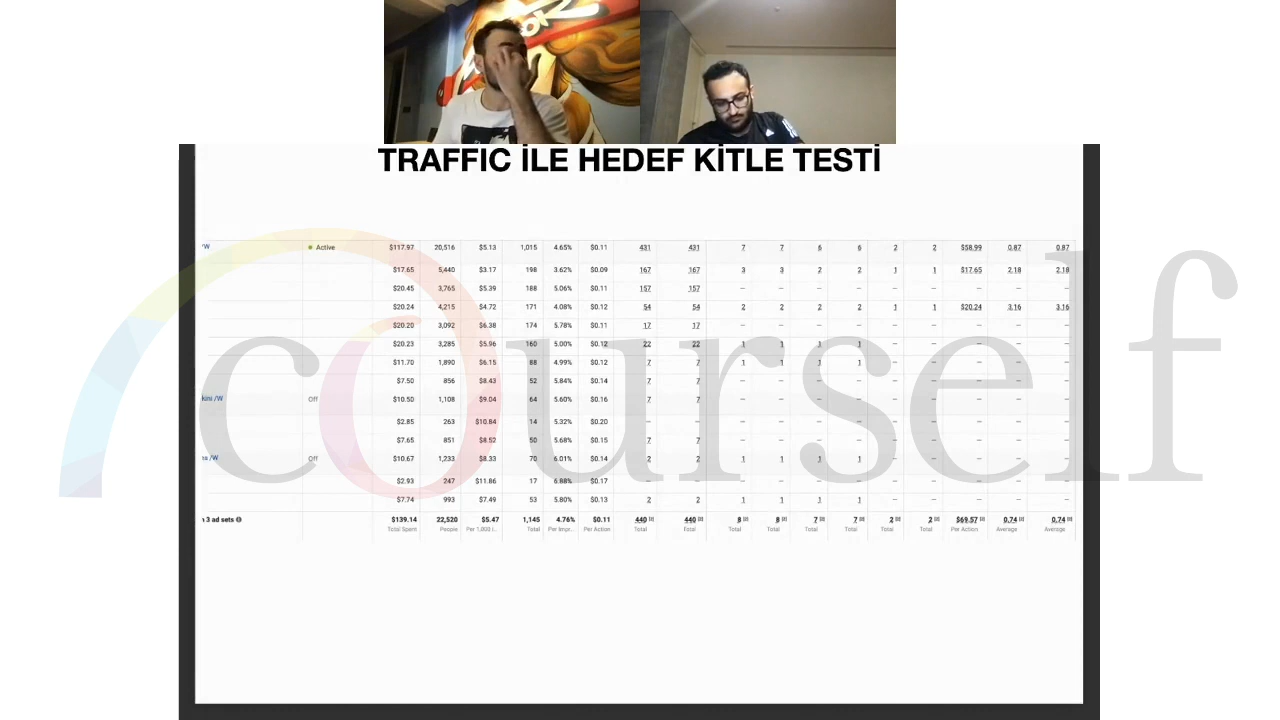 TRAFFIC İLE HEDEF KİTLE TESTİ
/W Active $117.97 20,516 $5.13 1,015 4.65% $0.11 431 431 7 7 6 6 2 2 $58.99 0.87 0.87
$17.65 5,440 $3.17 198 3.62% $0.09 167 167 3 3 2 2 1 1 $17.65 2.18 2.18
$20.45 3,765 $5.39 188 5.06% $0.11 157 157 — — — — — — — — —
$20.24 4,215 $4.72 171 4.08% $0.12 54 54 2 2 2 2 1 1 $20.24 3.16 3.16
$20.20 3,092 $6.38 174 5.78% $0.11 17 17 — — — — — — — — —
$20.23 3,285 $5.96 160 5.00% $0.12 22 22 1 1 1 1 — — — — —
$11.70 1,890 $6.15 88 4.99% $0.12 7 7 1 1 1 1 — — — — —
$7.50 856 $8.43 52 5.84% $0.14 7 7 — — — — — — — — —
kini /W Off $10.50 1,108 $9.04 64 5.60% $0.16 7 7 — — — — — — — — —
$2.85 263 $10.84 14 5.32% $0.20 — — — — — — — — — — —
$7.65 851 $8.52 50 5.68% $0.15 7 7 — — — — — — — — —
/W Off $10.67 1,233 $8.33 70 6.01% $0.14 2 2 1 1 1 1 — — — — —
$2.93 247 $11.86 17 6.88% $0.17 — — — — — — — — — — —
$7.74 993 $7.49 53 5.80% $0.13 2 2 1 1 1 1 — — — — —
3 ad sets $139.14 22,520 $5.47 1,145 4.76% $0.11 440 440 8 8 7 7 2 2 $69.57 0.74 0.74
Total Spent People Per 1,000 I... Total Per Impr... Per Action Total Total Total Total Total Total Total Total Per Action Average Average
courself